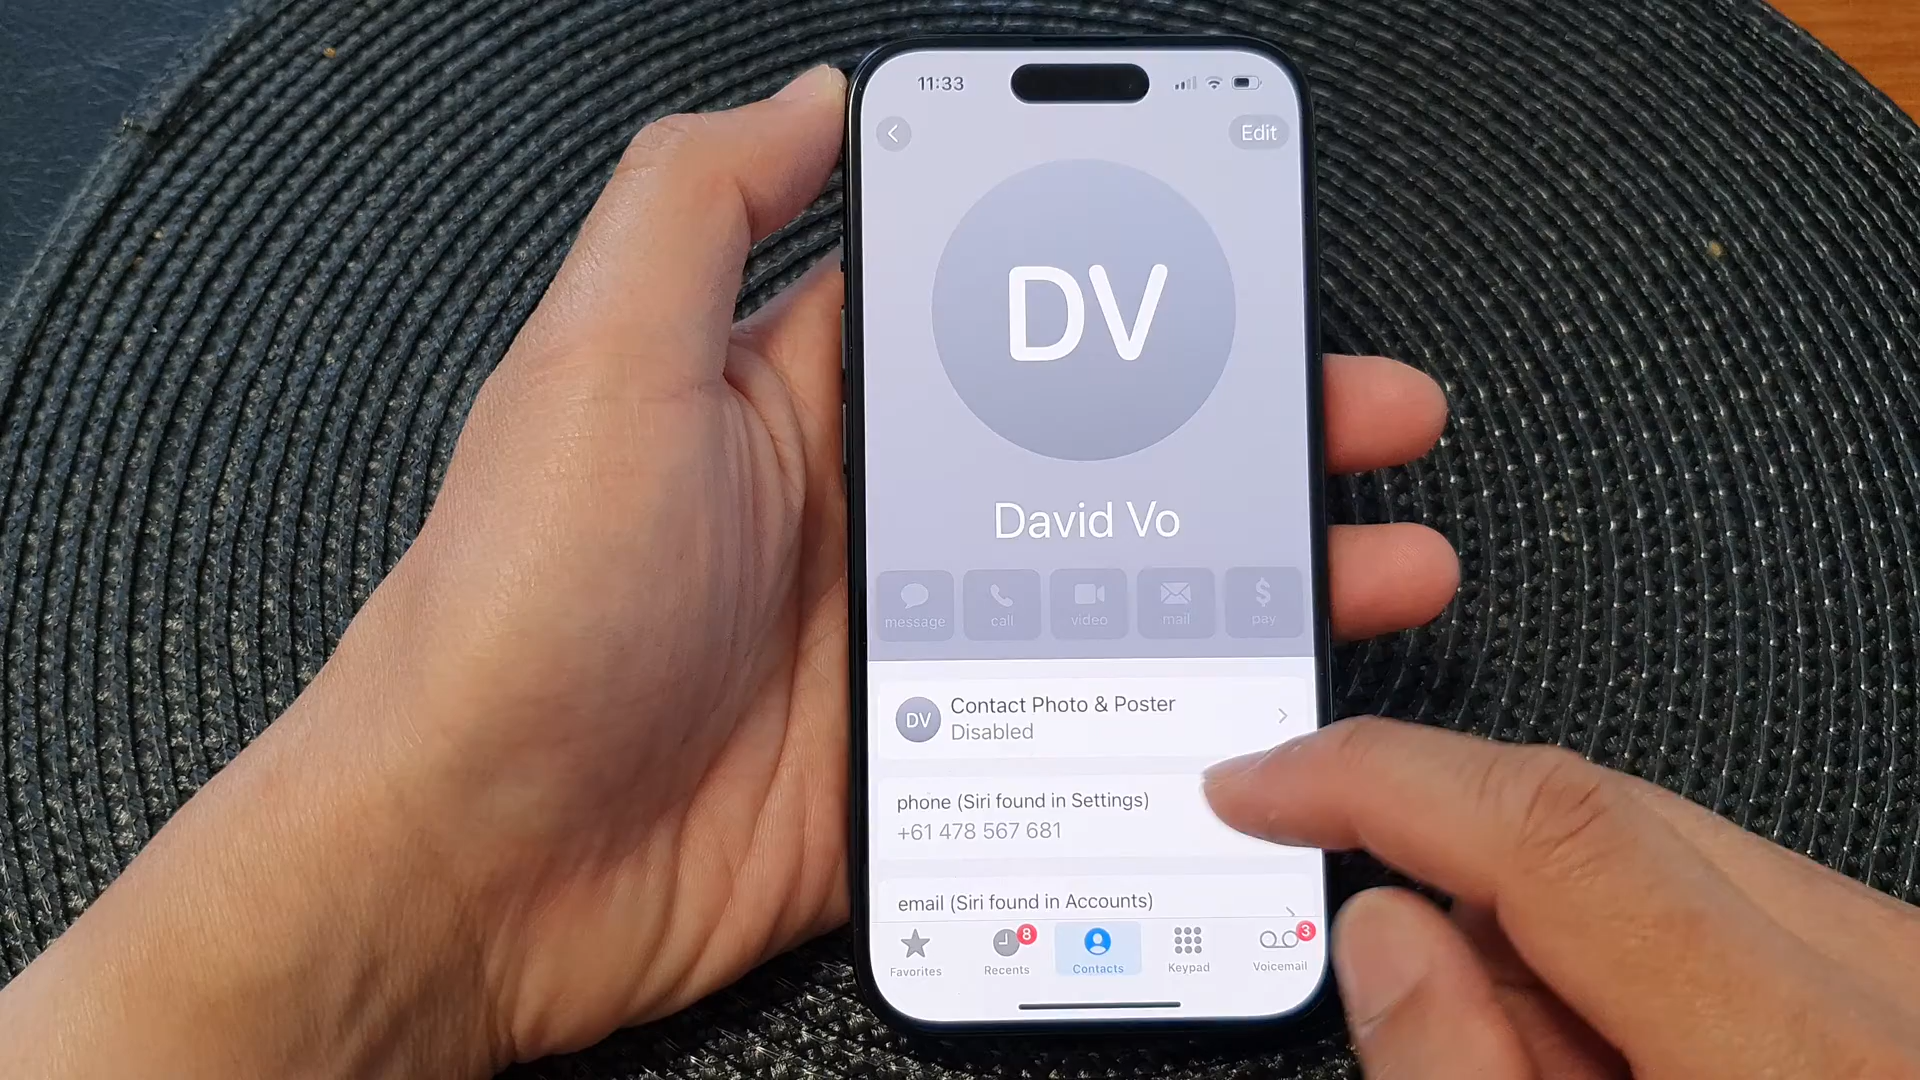 11:33
Edit
DV
David Vo
message
call
video
mail
pay
DV
Contact Photo & Poster
Disabled
phone (Siri found in Settings)
+61 478 567 681
email (Siri found in Accounts)
8
3
Favorites
Recents
Contacts
Keypad
Voicemail